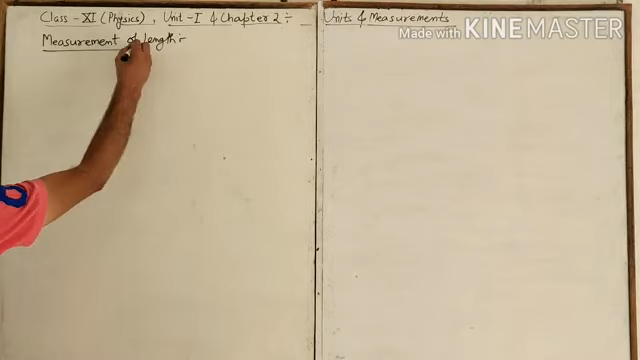 Class -XI (Physics), Unit-I & Chapter 2 ÷ Units & Measurements
Measurement of length ÷
Made with KINEMASTER